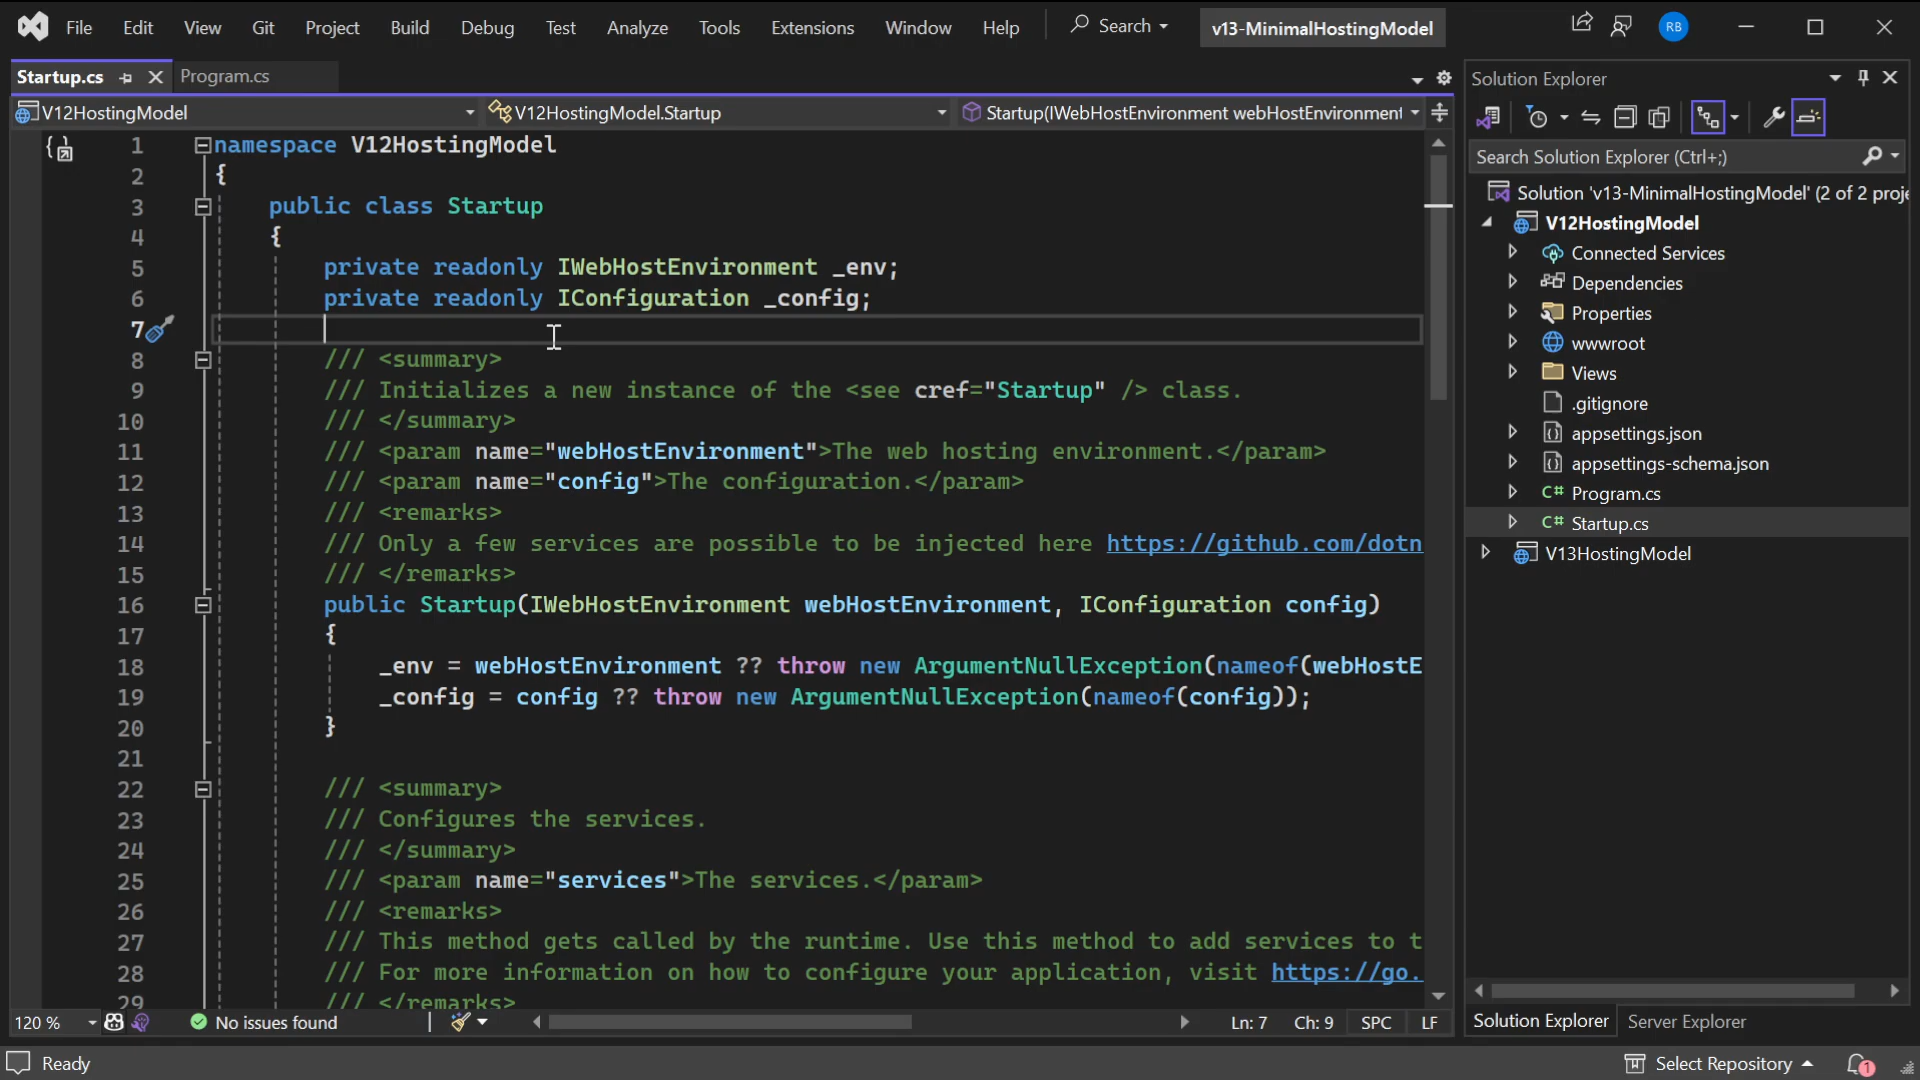 File Edit View Git Project Build Debug Test Analyze Tools Extensions Window Help Search v13-MinimalHostingModel RB
Startup.cs Program.cs
V12HostingModel V12HostingModel.Startup Startup(IWebHostEnvironment webHostEnvironment
1 namespace V12HostingModel
2 {
3 public class Startup
4 {
5 private readonly IWebHostEnvironment _env;
6 private readonly IConfiguration _config;
7
8 /// <summary>
9 /// Initializes a new instance of the <see cref="Startup" /> class.
10 /// </summary>
11 /// <param name="webHostEnvironment">The web hosting environment.</param>
12 /// <param name="config">The configuration.</param>
13 /// <remarks>
14 /// Only a few services are possible to be injected here https://github.com/dotn
15 /// </remarks>
16 public Startup(IWebHostEnvironment webHostEnvironment, IConfiguration config)
17 {
18 _env = webHostEnvironment ?? throw new ArgumentNullException(nameof(webHostE
19 _config = config ?? throw new ArgumentNullException(nameof(config));
20 }
21
22 /// <summary>
23 /// Configures the services.
24 /// </summary>
25 /// <param name="services">The services.</param>
26 /// <remarks>
27 /// This method gets called by the runtime. Use this method to add services to t
28 /// For more information on how to configure your application, visit https://go.
29 /// </remarks>
120 % No issues found Ln: 7 Ch: 9 SPC LF
Solution Explorer
Search Solution Explorer (Ctrl+;)
Solution 'v13-MinimalHostingModel' (2 of 2 proje
V12HostingModel
Connected Services
Dependencies
Properties
wwwroot
Views
.gitignore
appsettings.json
appsettings-schema.json
C# Program.cs
C# Startup.cs
V13HostingModel
Solution Explorer Server Explorer
Ready Select Repository 1